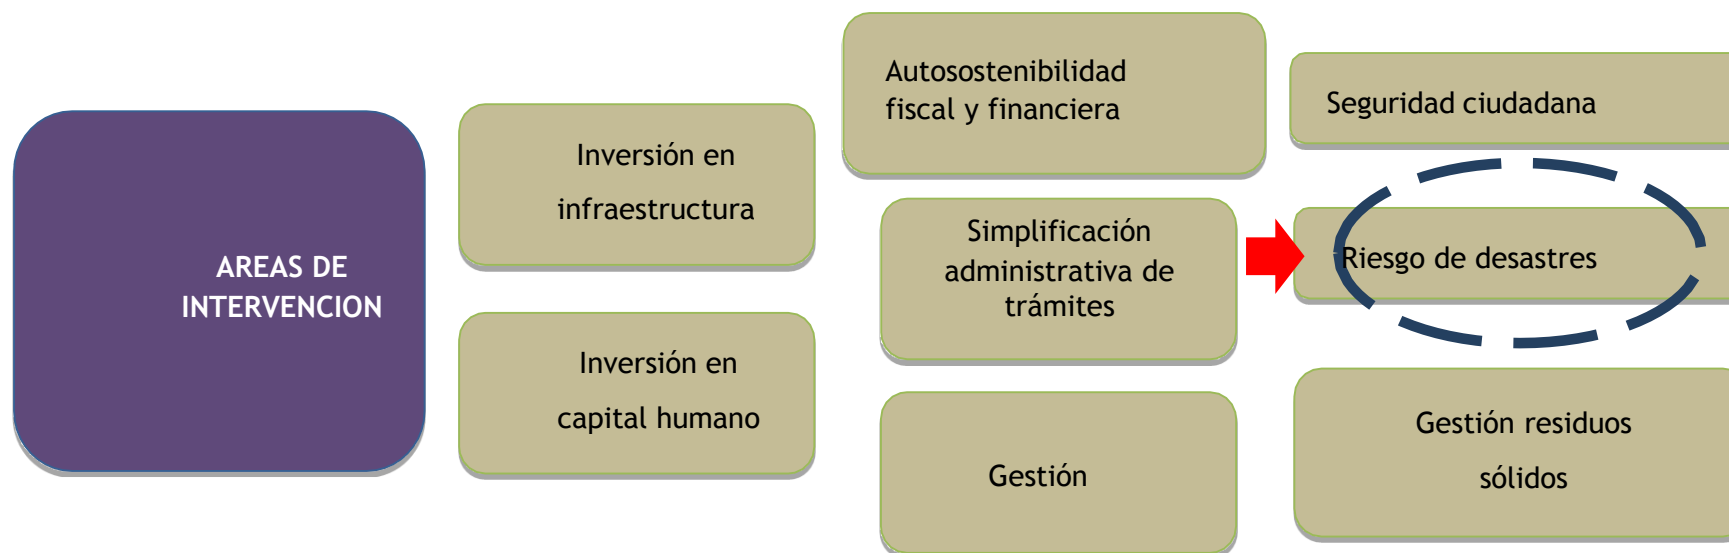 AREAS DE
INTERVENCION
Inversión en
infraestructura
Inversión en
capital humano
Autosostenibilidad
fiscal y financiera
Simplificación
administrativa de
trámites
Gestión
Seguridad ciudadana
Riesgo de desastres
Gestión residuos
sólidos